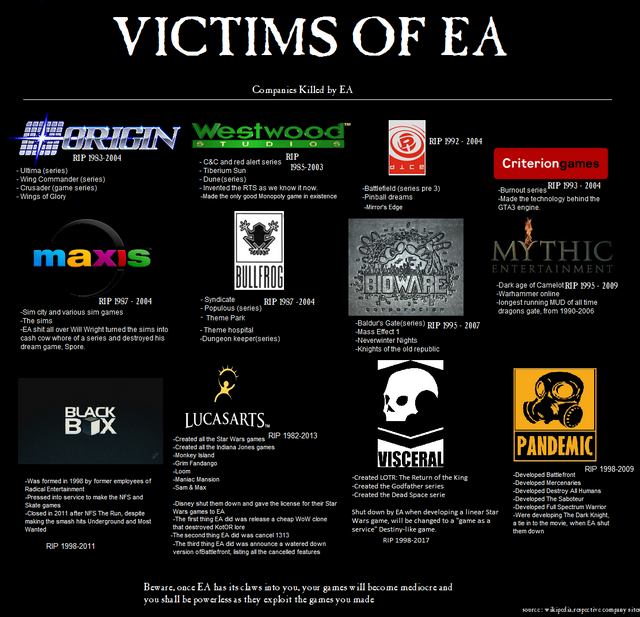 VICTIMS OF EA
Companies Killed by EA
ORIGIN
RIP 1983-2004
- Ultima (series)
- Wing Commander (series)
- Crusader (game series)
- Wings of Glory
Westwood™
STUDIOS
RIP
1985-2003
- C&C and red alert series
- Tiberium Sun
- Dune(series)
- Invented the RTS as we know it now.
-Made the only good Monopoly game in existence
DICE
RIP 1992 - 2004
-Battlefield (series pre 3)
-Pinball dreams
-Mirror's Edge
Criteriongames
RIP 1993 - 2004
-Burnout series
-Made the technology behind the
GTA3 engine.
maxis™
RIP 1987 - 2004
-Sim city and various sim games
-The sims
-EA shit all over Will Wright turned the sims into
cash cow whore of a series and destroyed his
dream game, Spore.
BULLFROG
RIP 1987 -2004
- Syndicate
- Populous (series)
- Theme Park
- Theme hospital
-Dungeon keeper(series)
BIOWARE
corporation
RIP 1995 - 2007
-Baldur's Gate(series)
-Mass Effect 1
-Neverwinter Nights
-Knights of the old republic
MYTHIC
ENTERTAINMENT
RIP 1995 - 2009
-Dark age of Camelot
-Warhammer online
-longest running MUD of all time
dragons gate, from 1990-2006
BLACK
BOX
-Was formed in 1998 by former employees of
Radical Entertainment
-Pressed into service to make the NFS and
Skate games
-Closed in 2011 after NFS The Run, despite
making the smash hits Underground and Most
Wanted
RIP 1998-2011
LUCASARTS™
RIP 1982-2013
-Created all the Star Wars games
-Created all the Indiana Jones games
-Monkey Island
-Grim Fandango
-Loom
-Maniac Mansion
-Sam & Max
-Disney shut them down and gave the license for their Star
Wars games to EA
-The first thing EA did was release a cheap WoW clone
that destroyed KotOR lore
-The second thing EA did was cancel 1313
-The third thing EA did was announce a watered down
version ofBattlefront, listing all the cancelled features
VISCERAL
-Created LOTR: The Return of the King
-Created the Godfather series
-Created the Dead Space serie
Shut down by EA when developing a linear Star
Wars game, will be changed to a "game as a
service" Destiny-like game.
RIP 1998-2017
PANDEMIC
RIP 1998-2009
-Developed Battlefront
-Developed Mercenaries
-Developed Destroy All Humans
-Developed The Saboteur
-Developed Full Spectrum Warrior
-Were developing The Dark Knight,
a tie in to the movie, when EA shut
them down
Beware, once EA has its claws into you, your games will become mediocre and
you shall be powerless as they exploit the games you made
source : wikipedia,respective company sites